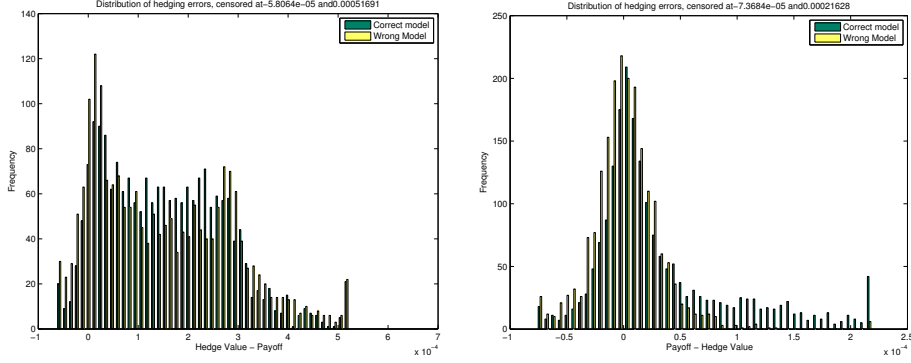 Distribution of hedging errors, censored at−5.8064e−05 and0.00051691
140
120
100
80
60
40
20
0
Frequency
Correct model
Wrong Model
−1 0 1 2 3 4 5 6 7
x 10⁻⁴
Hedge Value − Payoff
Distribution of hedging errors, censored at−7.3684e−05 and0.00021628
250
200
150
100
50
0
Frequency
Correct model
Wrong Model
−1 −0.5 0 0.5 1 1.5 2 2.5
x 10⁻⁴
Payoff − Hedge Value